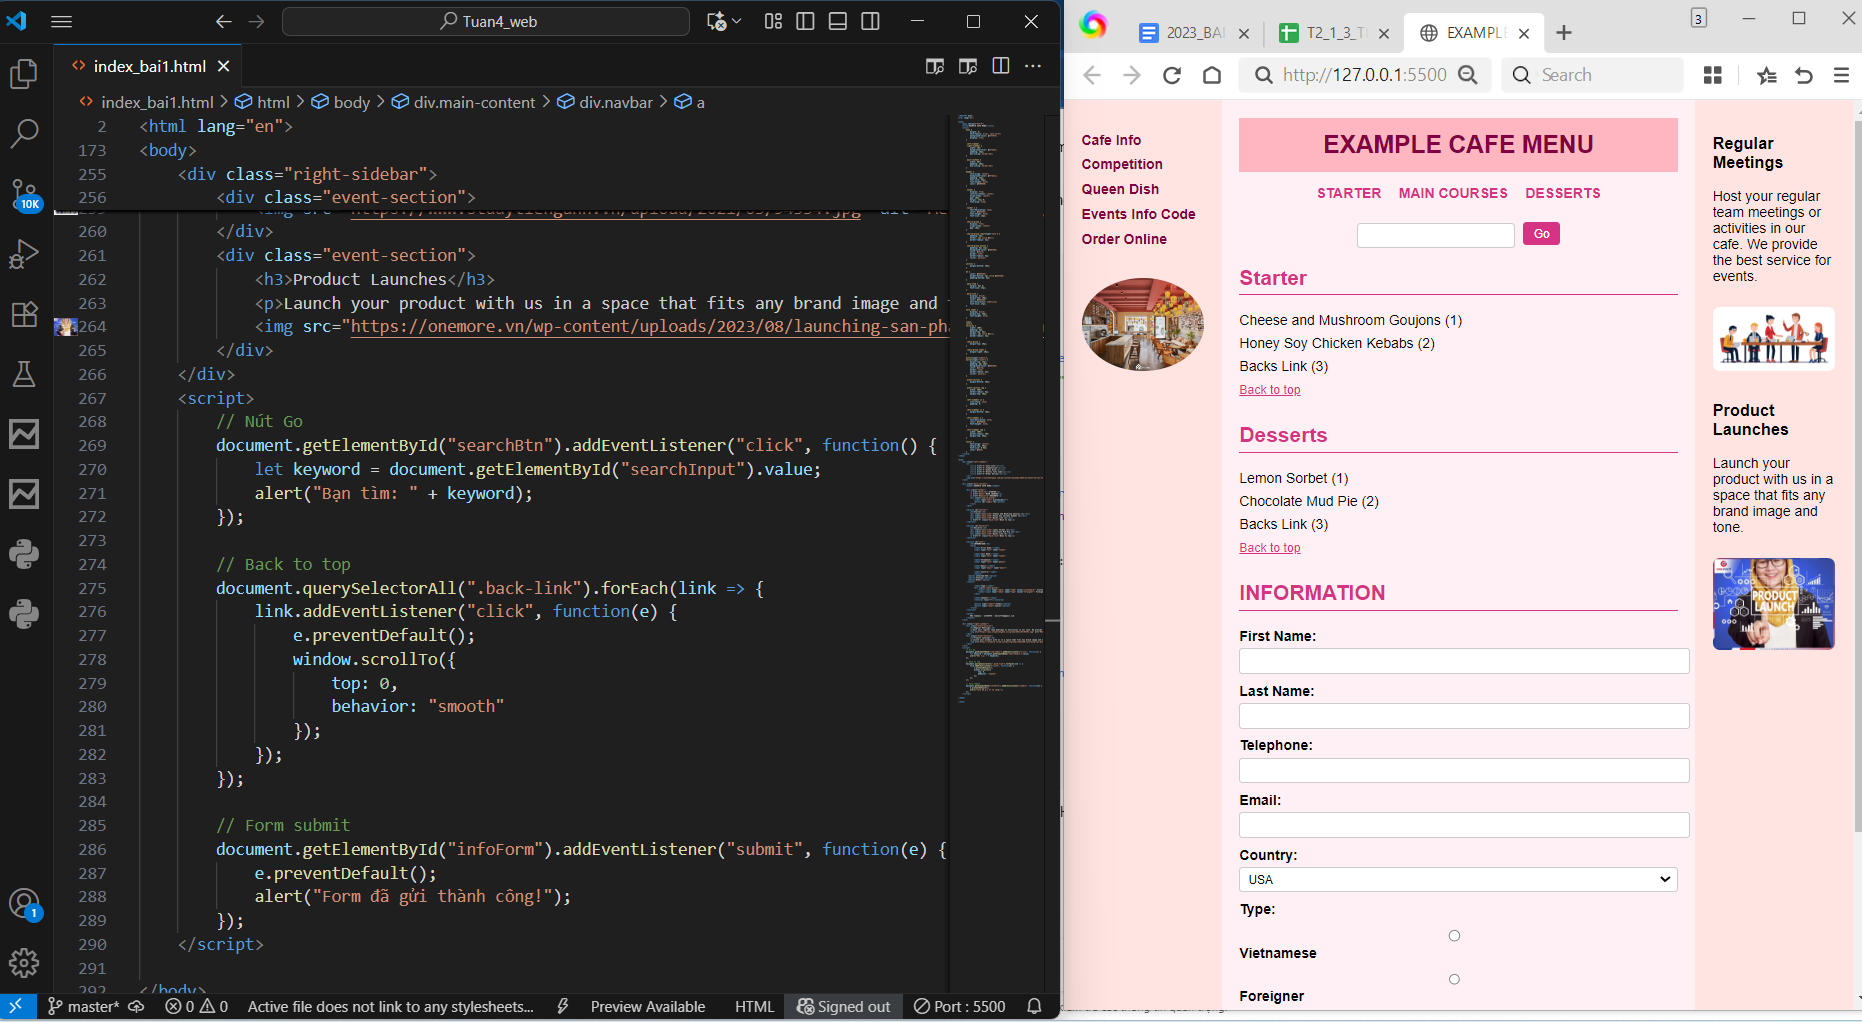 Tuan4_web
index_bai1.html
index_bai1.html > html > body > div.main-content > div.navbar > a
2 <html lang="en">
173 <body>
255 <div class="right-sidebar">
256 <div class="event-section">
260 </div>
261 <div class="event-section">
262 <h3>Product Launches</h3>
263 <p>Launch your product with us in a space that fits any brand image and
264 <img src="https://onemore.vn/wp-content/uploads/2023/08/launching-san-ph
265 </div>
266 </div>
267 <script>
268 // Nút Go
269 document.getElementById("searchBtn").addEventListener("click", function() {
270 let keyword = document.getElementById("searchInput").value;
271 alert("Bạn tìm: " + keyword);
272 });
273
274 // Back to top
275 document.querySelectorAll(".back-link").forEach(link => {
276 link.addEventListener("click", function(e) {
277 e.preventDefault();
278 window.scrollTo({
279 top: 0,
280 behavior: "smooth"
281 });
282 });
283 });
284
285 // Form submit
286 document.getElementById("infoForm").addEventListener("submit", function(e) {
287 e.preventDefault();
288 alert("Form đã gửi thành công!");
289 });
290 </script>
291
292 </body>
10K
1
master*
0 0
Active file does not link to any stylesheets...
Preview Available
HTML
Signed out
Port : 5500
2023_BA
T2_1_3_T
EXAMPLE
3
http://127.0.0.1:5500
Search
Cafe Info
Competition
Queen Dish
Events Info Code
Order Online
EXAMPLE CAFE MENU
STARTER MAIN COURSES DESSERTS
Go
Starter
Cheese and Mushroom Goujons (1)
Honey Soy Chicken Kebabs (2)
Backs Link (3)
Back to top
Desserts
Lemon Sorbet (1)
Chocolate Mud Pie (2)
Backs Link (3)
Back to top
INFORMATION
First Name:
Last Name:
Telephone:
Email:
Country:
USA
Type:
Vietnamese
Foreigner
Regular
Meetings
Host your regular
team meetings or
activities in our
cafe. We provide
the best service for
events.
Product
Launches
Launch your
product with us in a
space that fits any
brand image and
tone.
PRODUCT
LAUNCH